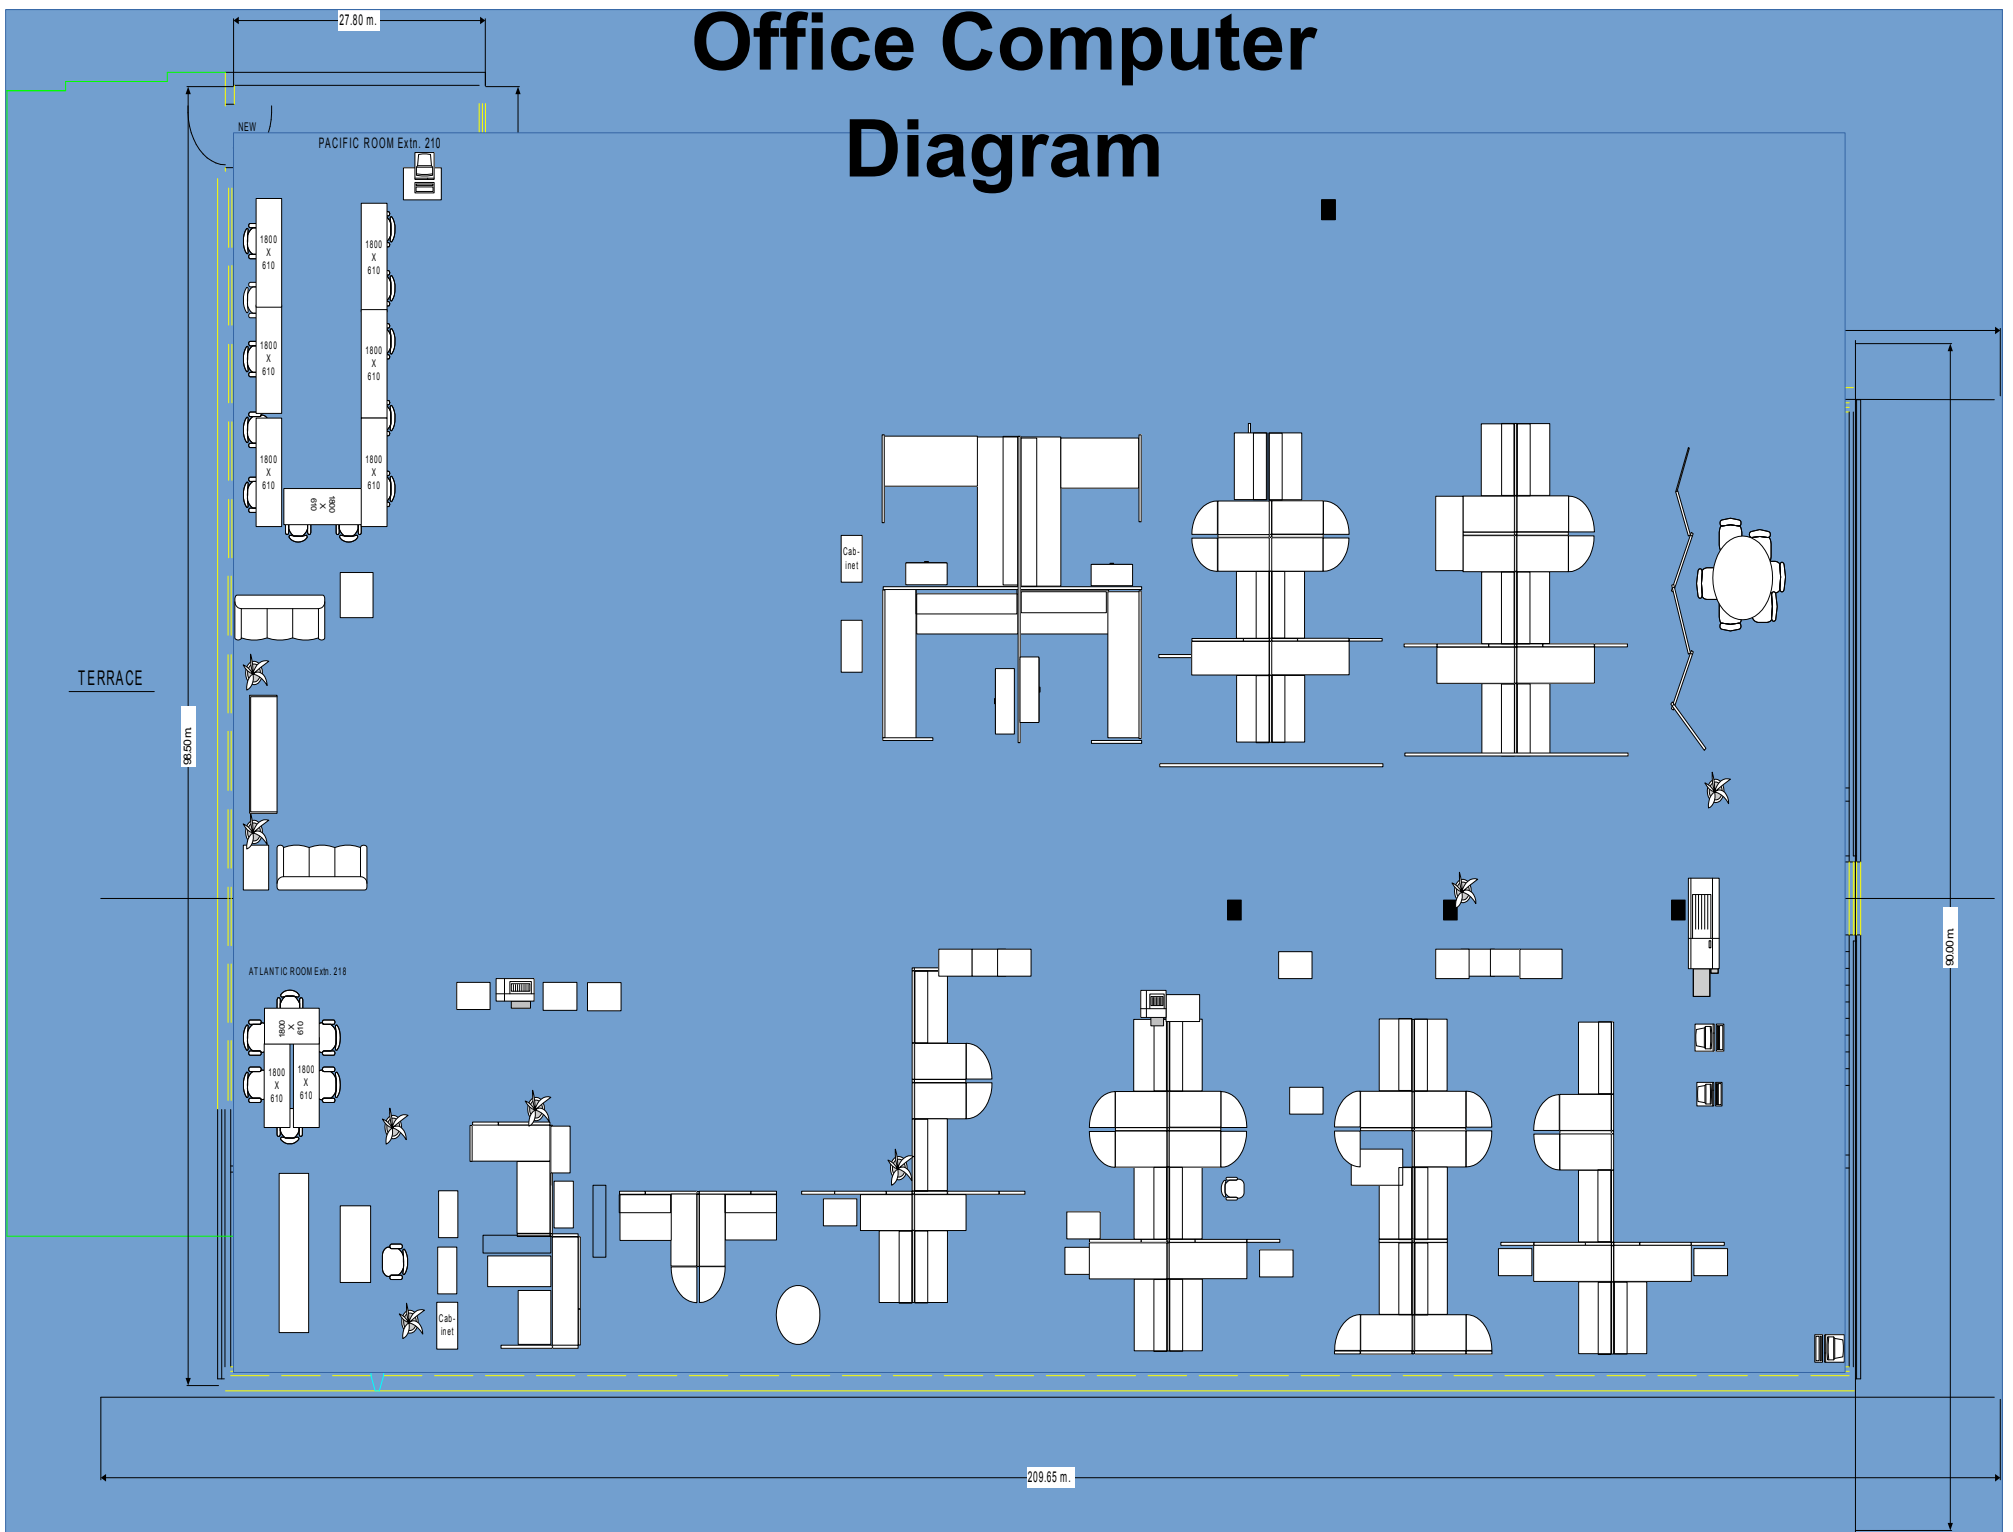 27.80 m.
Office Computer
Diagram
NEW
PACIFIC ROOM Extn. 210
1800
X
610
1800
X
610
1800
X
610
1800
X
610
1800
X
610
1800
X
610
1800
X
610
Cab-
inet
TERRACE
98.50 m.
90.00 m.
ATLANTIC ROOM Extn. 218
1800
X
610
1800
X
610
1800
X
610
Cab-
inet
209.65 m.